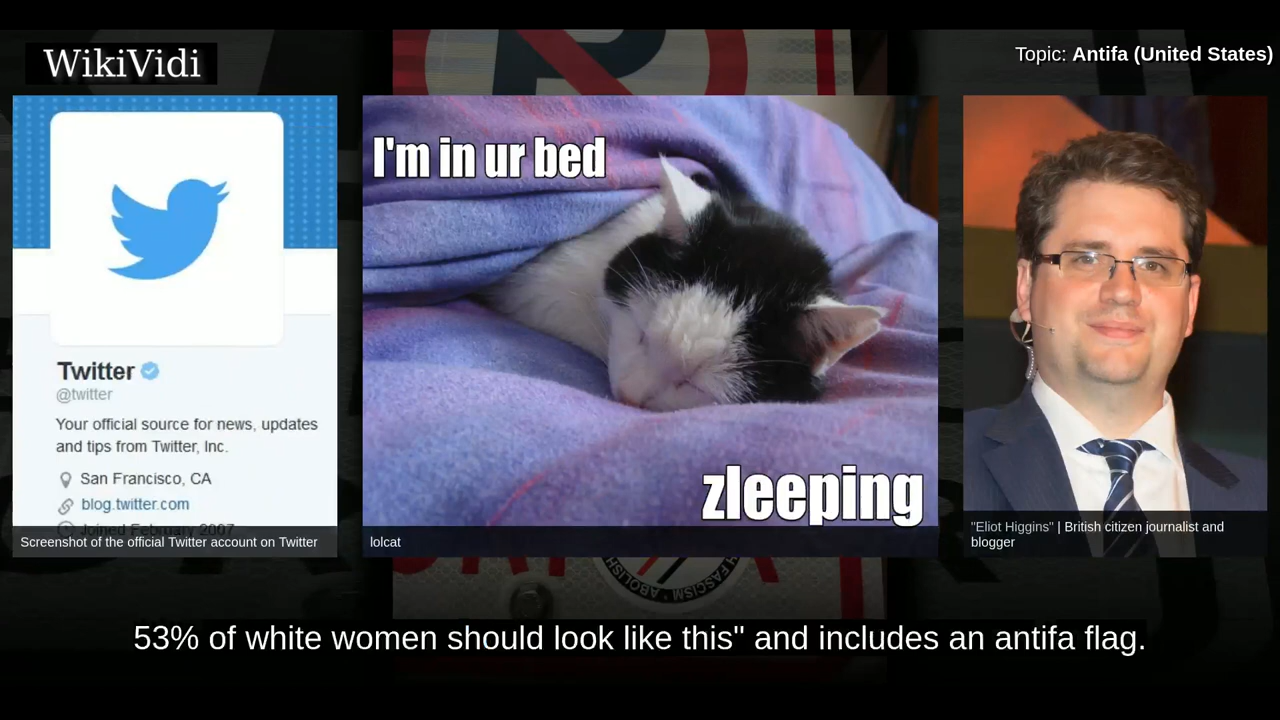 WikiVidi
Topic: Antifa (United States)
I'm in ur bed
zleeping
Twitter
@twitter
Your official source for news, updates
and tips from Twitter, Inc.
San Francisco, CA
blog.twitter.com
Joined February 2007
Screenshot of the official Twitter account on Twitter
lolcat
"Eliot Higgins" | British citizen journalist and
blogger
53% of white women should look like this" and includes an antifa flag.